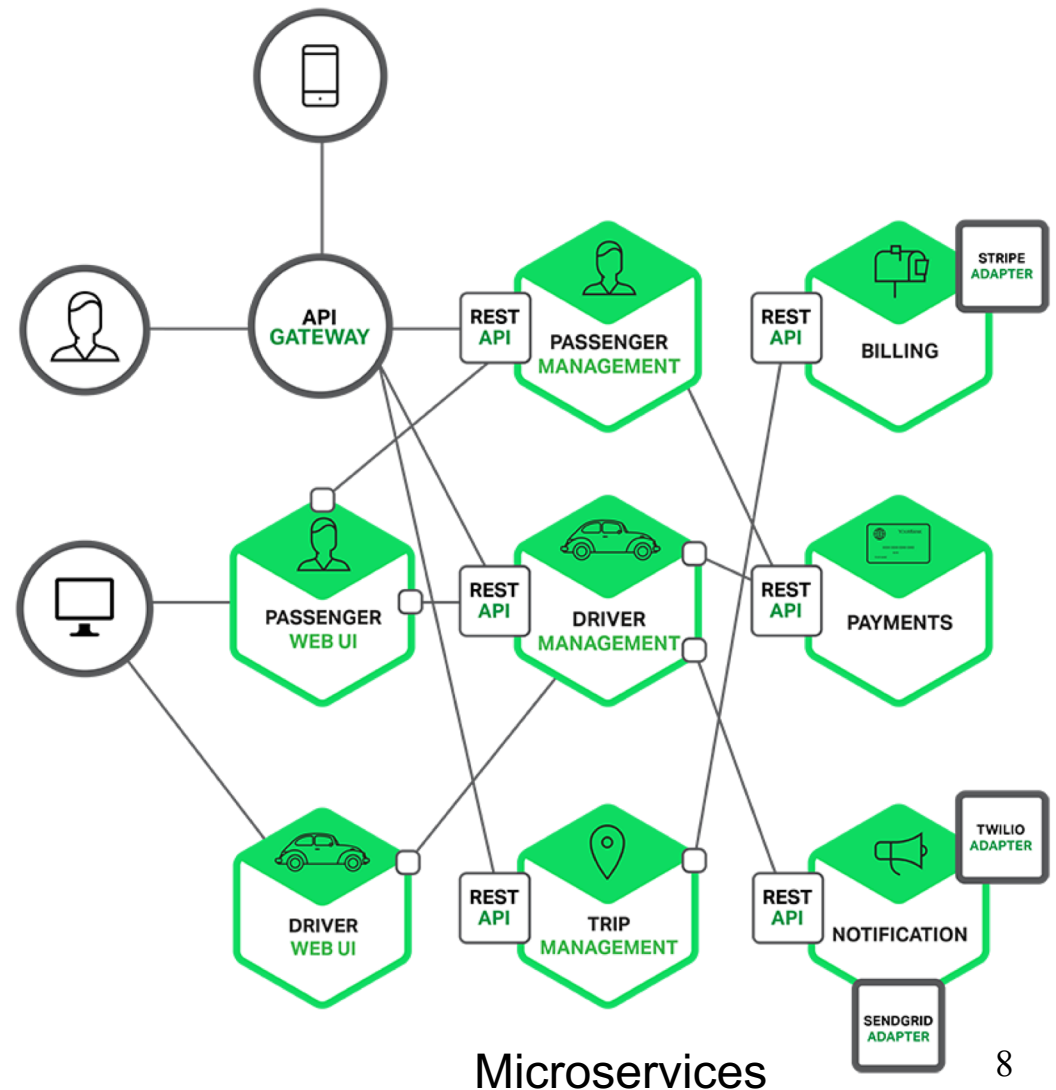 API
GATEWAY
REST
API
PASSENGER
MANAGEMENT
REST
API
BILLING
STRIPE
ADAPTER
PASSENGER
WEB UI
REST
API
DRIVER
MANAGEMENT
REST
API
PAYMENTS
DRIVER
WEB UI
REST
API
TRIP
MANAGEMENT
REST
API
NOTIFICATION
TWILIO
ADAPTER
SENDGRID
ADAPTER
Microservices
8